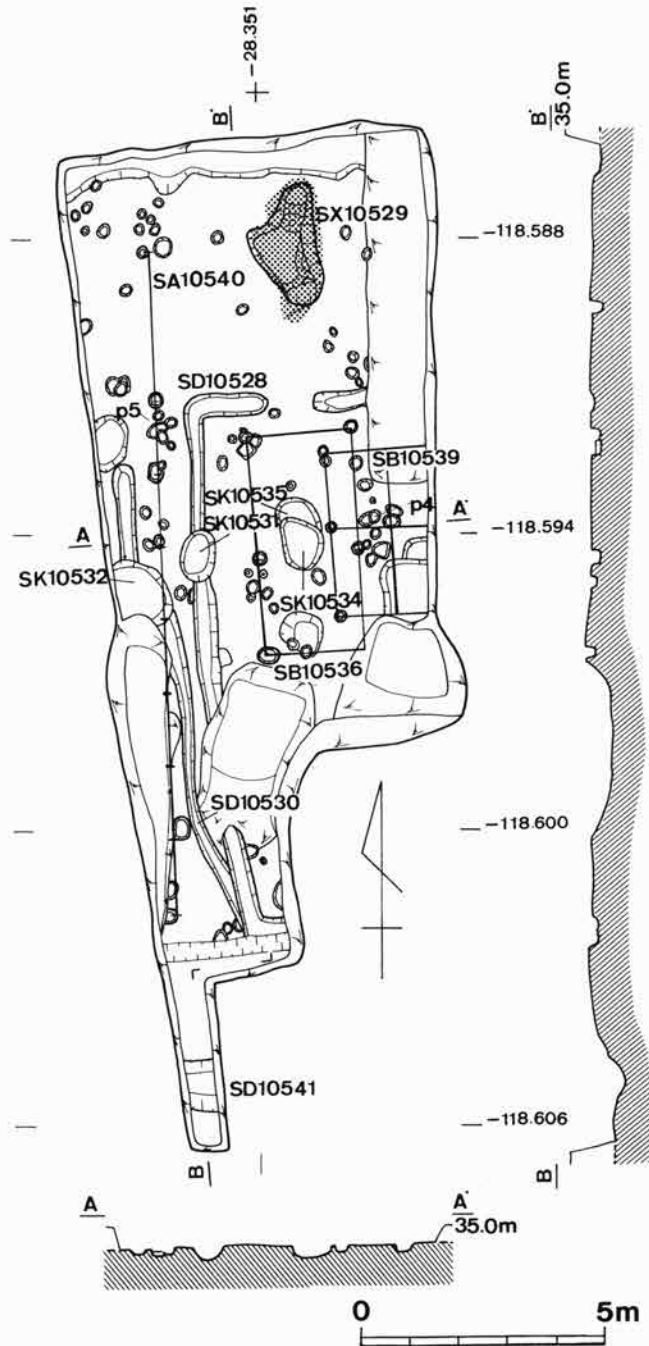 -28.351
B'
B'
35.0m
SX10529
-118.588
SA10540
SD10528
p5
SB10539
SK10535
p4
A'
SK10531
A
-118.594
SK10532
SK10534
SB10536
SD10530
-118.600
SD10541
-118.606
B
B
A
A'
35.0m
0 5m